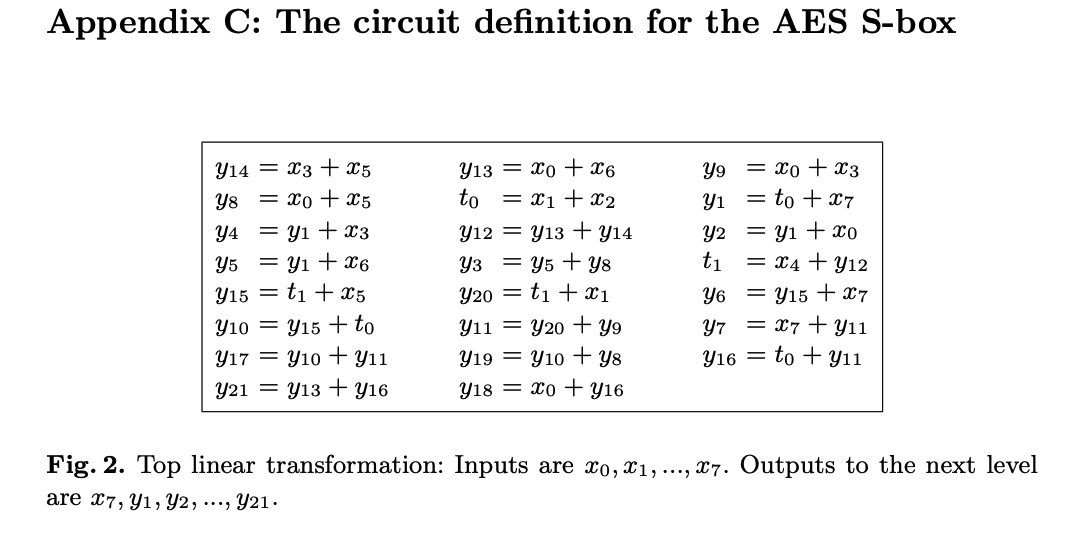 Appendix C: The circuit definition for the AES S-box
y₁₄ = x₃ + x₅ y₁₃ = x₀ + x₆ y₉ = x₀ + x₃
y₈ = x₀ + x₅ t₀ = x₁ + x₂ y₁ = t₀ + x₇
y₄ = y₁ + x₃ y₁₂ = y₁₃ + y₁₄ y₂ = y₁ + x₀
y₅ = y₁ + x₆ y₃ = y₅ + y₈ t₁ = x₄ + y₁₂
y₁₅ = t₁ + x₅ y₂₀ = t₁ + x₁ y₆ = y₁₅ + x₇
y₁₀ = y₁₅ + t₀ y₁₁ = y₂₀ + y₉ y₇ = x₇ + y₁₁
y₁₇ = y₁₀ + y₁₁ y₁₉ = y₁₀ + y₈ y₁₆ = t₀ + y₁₁
y₂₁ = y₁₃ + y₁₆ y₁₈ = x₀ + y₁₆
Fig. 2. Top linear transformation: Inputs are x₀, x₁, ..., x₇. Outputs to the next level
are x₇, y₁, y₂, ..., y₂₁.